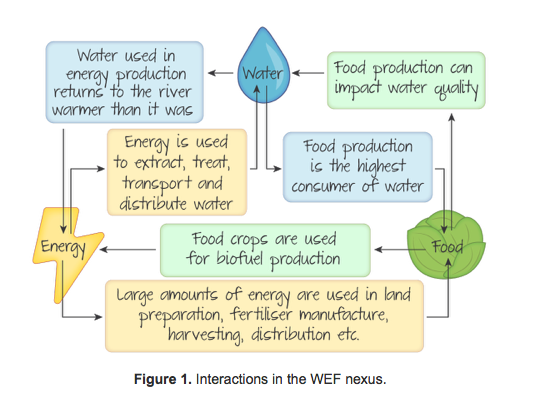 Water used in
energy production
returns to the river
warmer than it was
Water
Food production can
impact water quality
Energy is used
to extract, treat,
transport and
distribute water
Food production
is the highest
consumer of water
Energy
Food crops are used
for biofuel production
Food
Large amounts of energy are used in land
preparation, fertiliser manufacture,
harvesting, distribution etc.
Figure 1. Interactions in the WEF nexus.